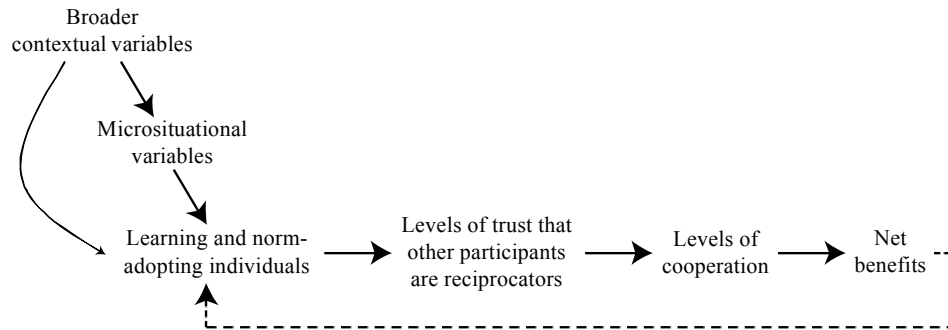 Broader
contextual variables
Microsituational
variables
Learning and norm-
adopting individuals
Levels of trust that
other participants
are reciprocators
Levels of
cooperation
Net
benefits